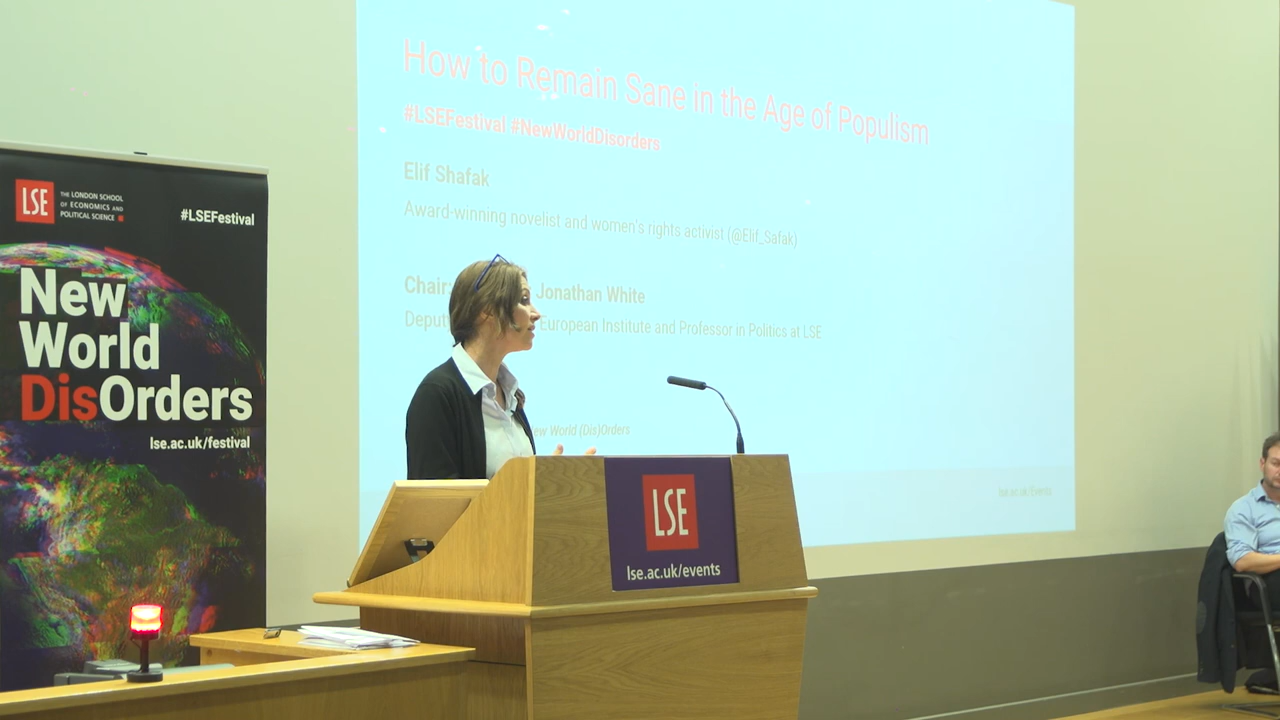 How to Remain Sane in the Age of Populism
#LSEFestival #NewWorldDisorders
Elif Shafak
Award-winning novelist and women's rights activist (@Elif_Safak)
Chair: Jonathan White
Deputy European Institute and Professor in Politics at LSE
New World (Dis)Orders
lse.ac.uk/Events
LSE
THE LONDON SCHOOL
OF ECONOMICS AND
POLITICAL SCIENCE
#LSEFestival
New
World
DisOrders
lse.ac.uk/festival
LSE
lse.ac.uk/events